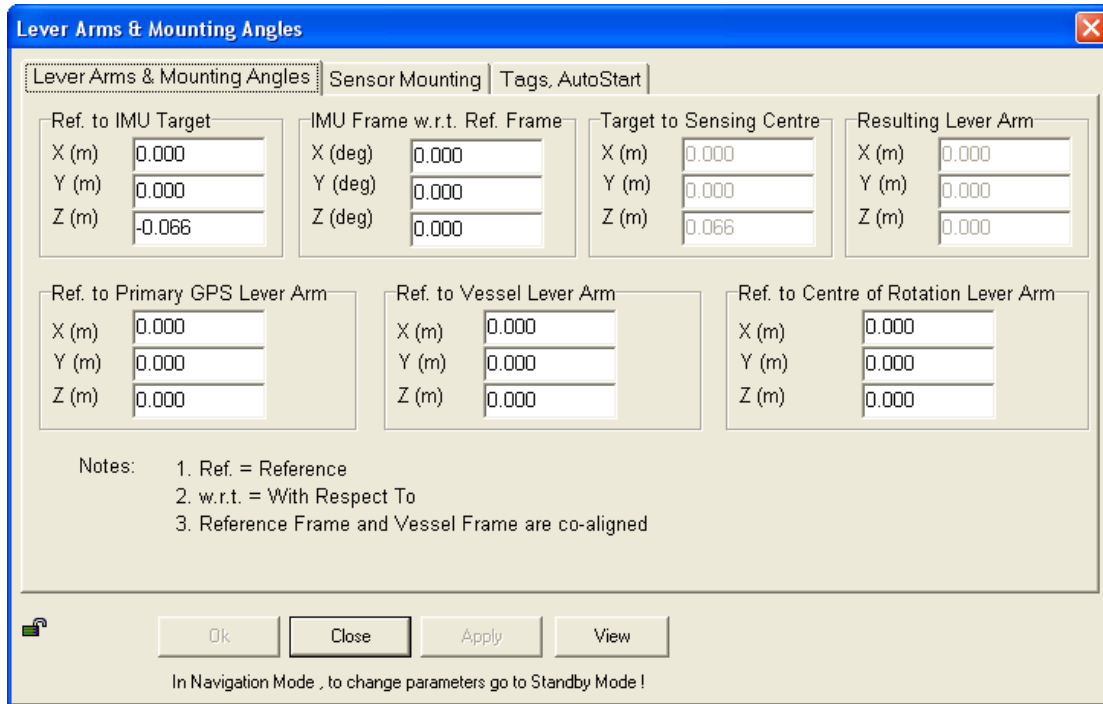 Lever Arms & Mounting Angles
Lever Arms & Mounting Angles Sensor Mounting Tags, AutoStart
Ref. to IMU Target
X (m) 0.000
Y (m) 0.000
Z (m) -0.066
IMU Frame w.r.t. Ref. Frame
X (deg) 0.000
Y (deg) 0.000
Z (deg) 0.000
Target to Sensing Centre
X (m) 0.000
Y (m) 0.000
Z (m) 0.066
Resulting Lever Arm
X (m) 0.000
Y (m) 0.000
Z (m) 0.000
Ref. to Primary GPS Lever Arm
X (m) 0.000
Y (m) 0.000
Z (m) 0.000
Ref. to Vessel Lever Arm
X (m) 0.000
Y (m) 0.000
Z (m) 0.000
Ref. to Centre of Rotation Lever Arm
X (m) 0.000
Y (m) 0.000
Z (m) 0.000
Notes: 1. Ref. = Reference
2. w.r.t. = With Respect To
3. Reference Frame and Vessel Frame are co-aligned
Ok Close Apply View
In Navigation Mode , to change parameters go to Standby Mode !